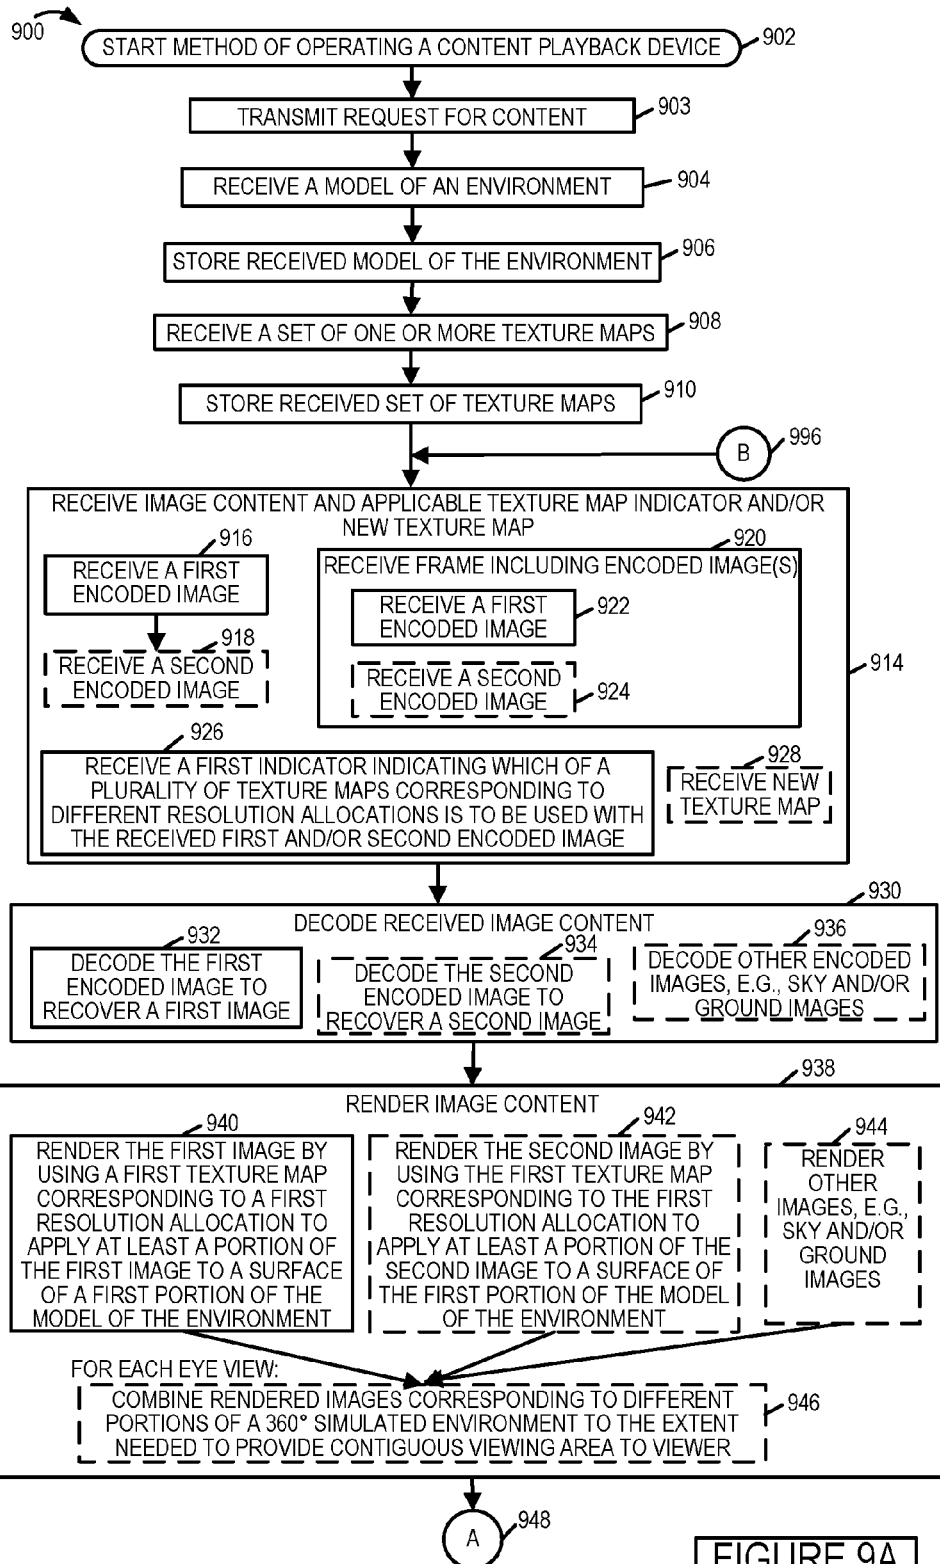 900
START METHOD OF OPERATING A CONTENT PLAYBACK DEVICE
902
TRANSMIT REQUEST FOR CONTENT
903
RECEIVE A MODEL OF AN ENVIRONMENT
904
STORE RECEIVED MODEL OF THE ENVIRONMENT
906
RECEIVE A SET OF ONE OR MORE TEXTURE MAPS
908
STORE RECEIVED SET OF TEXTURE MAPS
910
B
996
RECEIVE IMAGE CONTENT AND APPLICABLE TEXTURE MAP INDICATOR AND/OR
NEW TEXTURE MAP
914
916
RECEIVE A FIRST
ENCODED IMAGE
918
RECEIVE A SECOND
ENCODED IMAGE
920
RECEIVE FRAME INCLUDING ENCODED IMAGE(S)
RECEIVE A FIRST
ENCODED IMAGE
922
RECEIVE A SECOND
ENCODED IMAGE
924
926
RECEIVE A FIRST INDICATOR INDICATING WHICH OF A
PLURALITY OF TEXTURE MAPS CORRESPONDING TO
DIFFERENT RESOLUTION ALLOCATIONS IS TO BE USED WITH
THE RECEIVED FIRST AND/OR SECOND ENCODED IMAGE
928
RECEIVE NEW
TEXTURE MAP
930
DECODE RECEIVED IMAGE CONTENT
932
DECODE THE FIRST
ENCODED IMAGE TO
RECOVER A FIRST IMAGE
934
DECODE THE SECOND
ENCODED IMAGE TO
RECOVER A SECOND IMAGE
936
DECODE OTHER ENCODED
IMAGES, E.G., SKY AND/OR
GROUND IMAGES
938
RENDER IMAGE CONTENT
940
RENDER THE FIRST IMAGE BY
USING A FIRST TEXTURE MAP
CORRESPONDING TO A FIRST
RESOLUTION ALLOCATION TO
APPLY AT LEAST A PORTION OF
THE FIRST IMAGE TO A SURFACE
OF A FIRST PORTION OF THE
MODEL OF THE ENVIRONMENT
942
RENDER THE SECOND IMAGE BY
USING THE FIRST TEXTURE MAP
CORRESPONDING TO THE FIRST
RESOLUTION ALLOCATION TO
APPLY AT LEAST A PORTION OF THE
SECOND IMAGE TO A SURFACE OF
THE FIRST PORTION OF THE MODEL
OF THE ENVIRONMENT
944
RENDER
OTHER
IMAGES, E.G.,
SKY AND/OR
GROUND
IMAGES
FOR EACH EYE VIEW:
COMBINE RENDERED IMAGES CORRESPONDING TO DIFFERENT
PORTIONS OF A 360° SIMULATED ENVIRONMENT TO THE EXTENT
NEEDED TO PROVIDE CONTIGUOUS VIEWING AREA TO VIEWER
946
A
948
FIGURE 9A